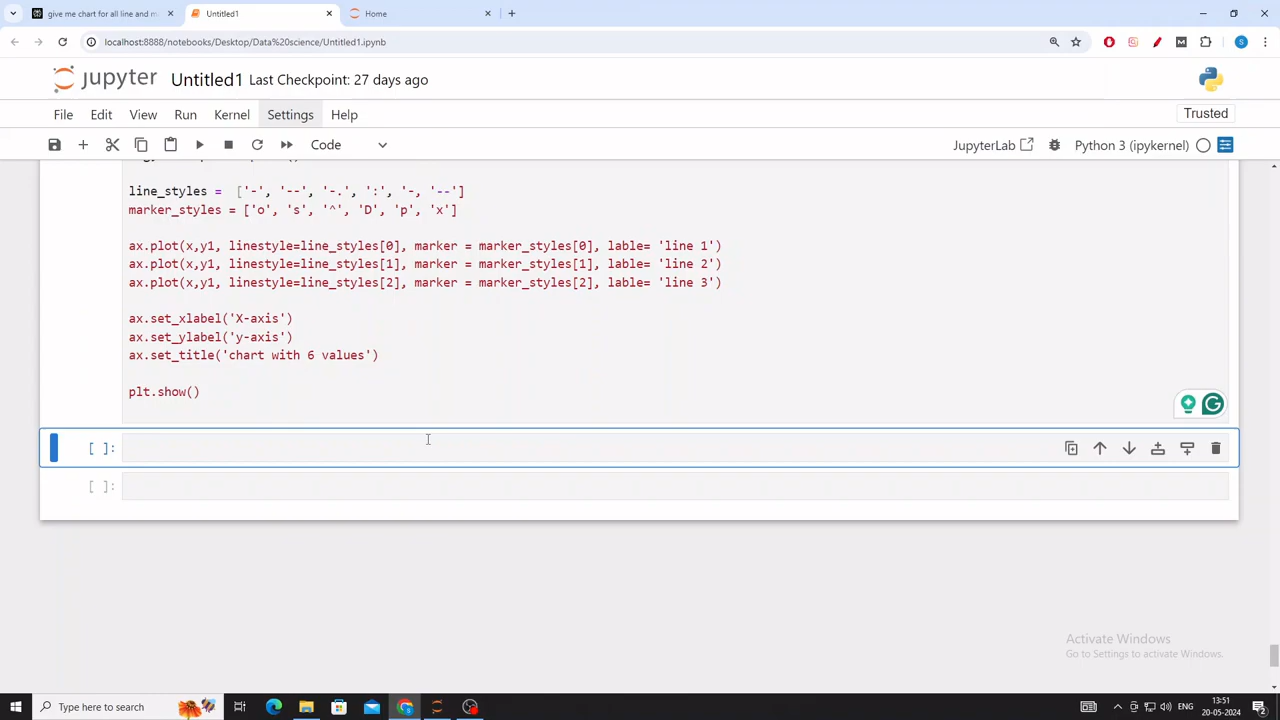 give me chart for all line and m
Untitled1
Home
localhost:8888/notebooks/Desktop/Data%20science/Untitled1.ipynb
jupyter Untitled1 Last Checkpoint: 27 days ago
File Edit View Run Kernel Settings Help
Trusted
Code
JupyterLab
Python 3 (ipykernel)
line_styles =  ['-', '--', '-.', ':', '-, '--']
marker_styles = ['o', 's', '^', 'D', 'p', 'x']
ax.plot(x,y1, linestyle=line_styles[0], marker = marker_styles[0], lable= 'line 1')
ax.plot(x,y1, linestyle=line_styles[1], marker = marker_styles[1], lable= 'line 2')
ax.plot(x,y1, linestyle=line_styles[2], marker = marker_styles[2], lable= 'line 3')
ax.set_xlabel('X-axis')
ax.set_ylabel('y-axis')
ax.set_title('chart with 6 values')
plt.show()
[ ]:
[ ]:
Activate Windows
Go to Settings to activate Windows.
Type here to search
ENG
13:51
20-05-2024
2